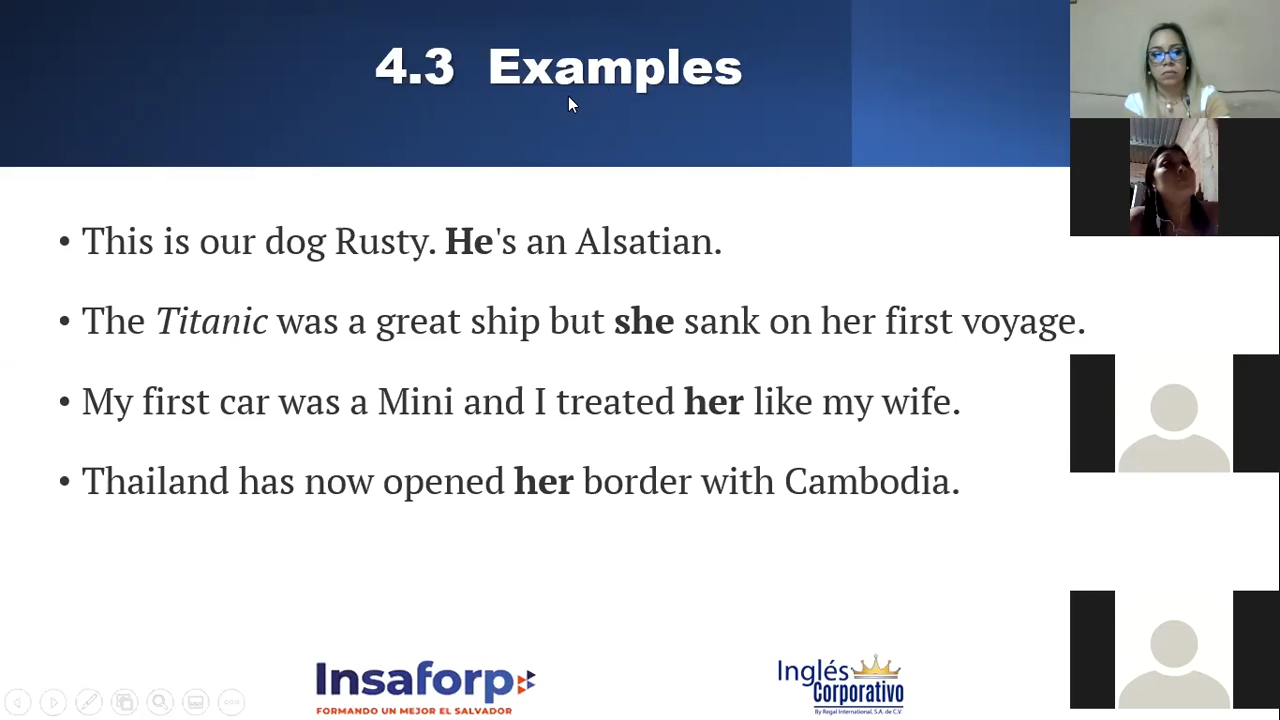 4.3 Examples
• This is our dog Rusty. He's an Alsatian.
• The Titanic was a great ship but she sank on her first voyage.
• My first car was a Mini and I treated her like my wife.
• Thailand has now opened her border with Cambodia.
Insaforp
FORMANDO UN MEJOR EL SALVADOR
Inglés
Corporativo
By Regal International, S.A. de C.V.